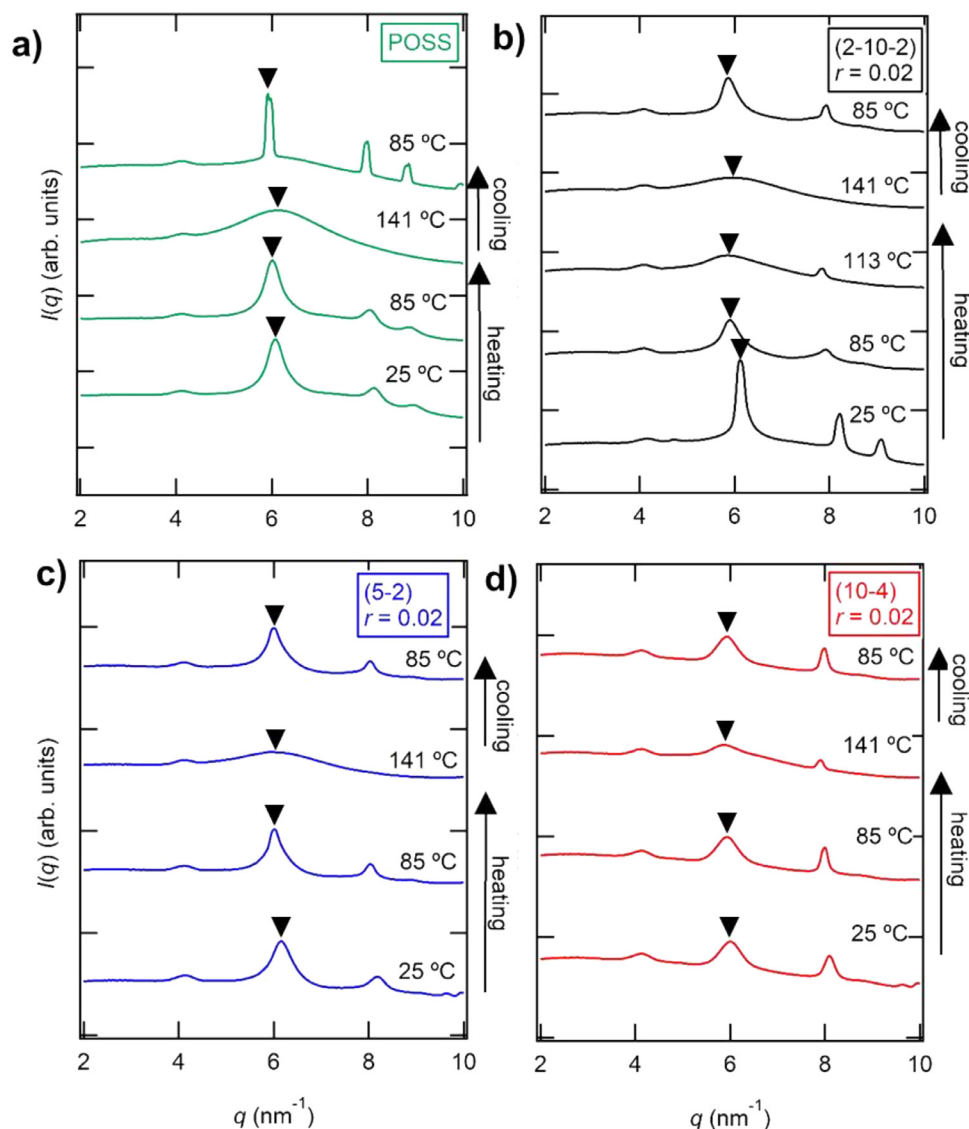 a)
POSS
85 ºC
141 ºC
85 ºC
25 ºC
cooling
heating
I(q) (arb. units)
2 4 6 8 10
b)
(2-10-2)
r = 0.02
85 ºC
141 ºC
113 ºC
85 ºC
25 ºC
cooling
heating
2 4 6 8 10
c)
(5-2)
r = 0.02
85 ºC
141 ºC
85 ºC
25 ºC
cooling
heating
I(q) (arb. units)
2 4 6 8 10
q (nm⁻¹)
d)
(10-4)
r = 0.02
85 ºC
141 ºC
85 ºC
25 ºC
cooling
heating
2 4 6 8 10
q (nm⁻¹)